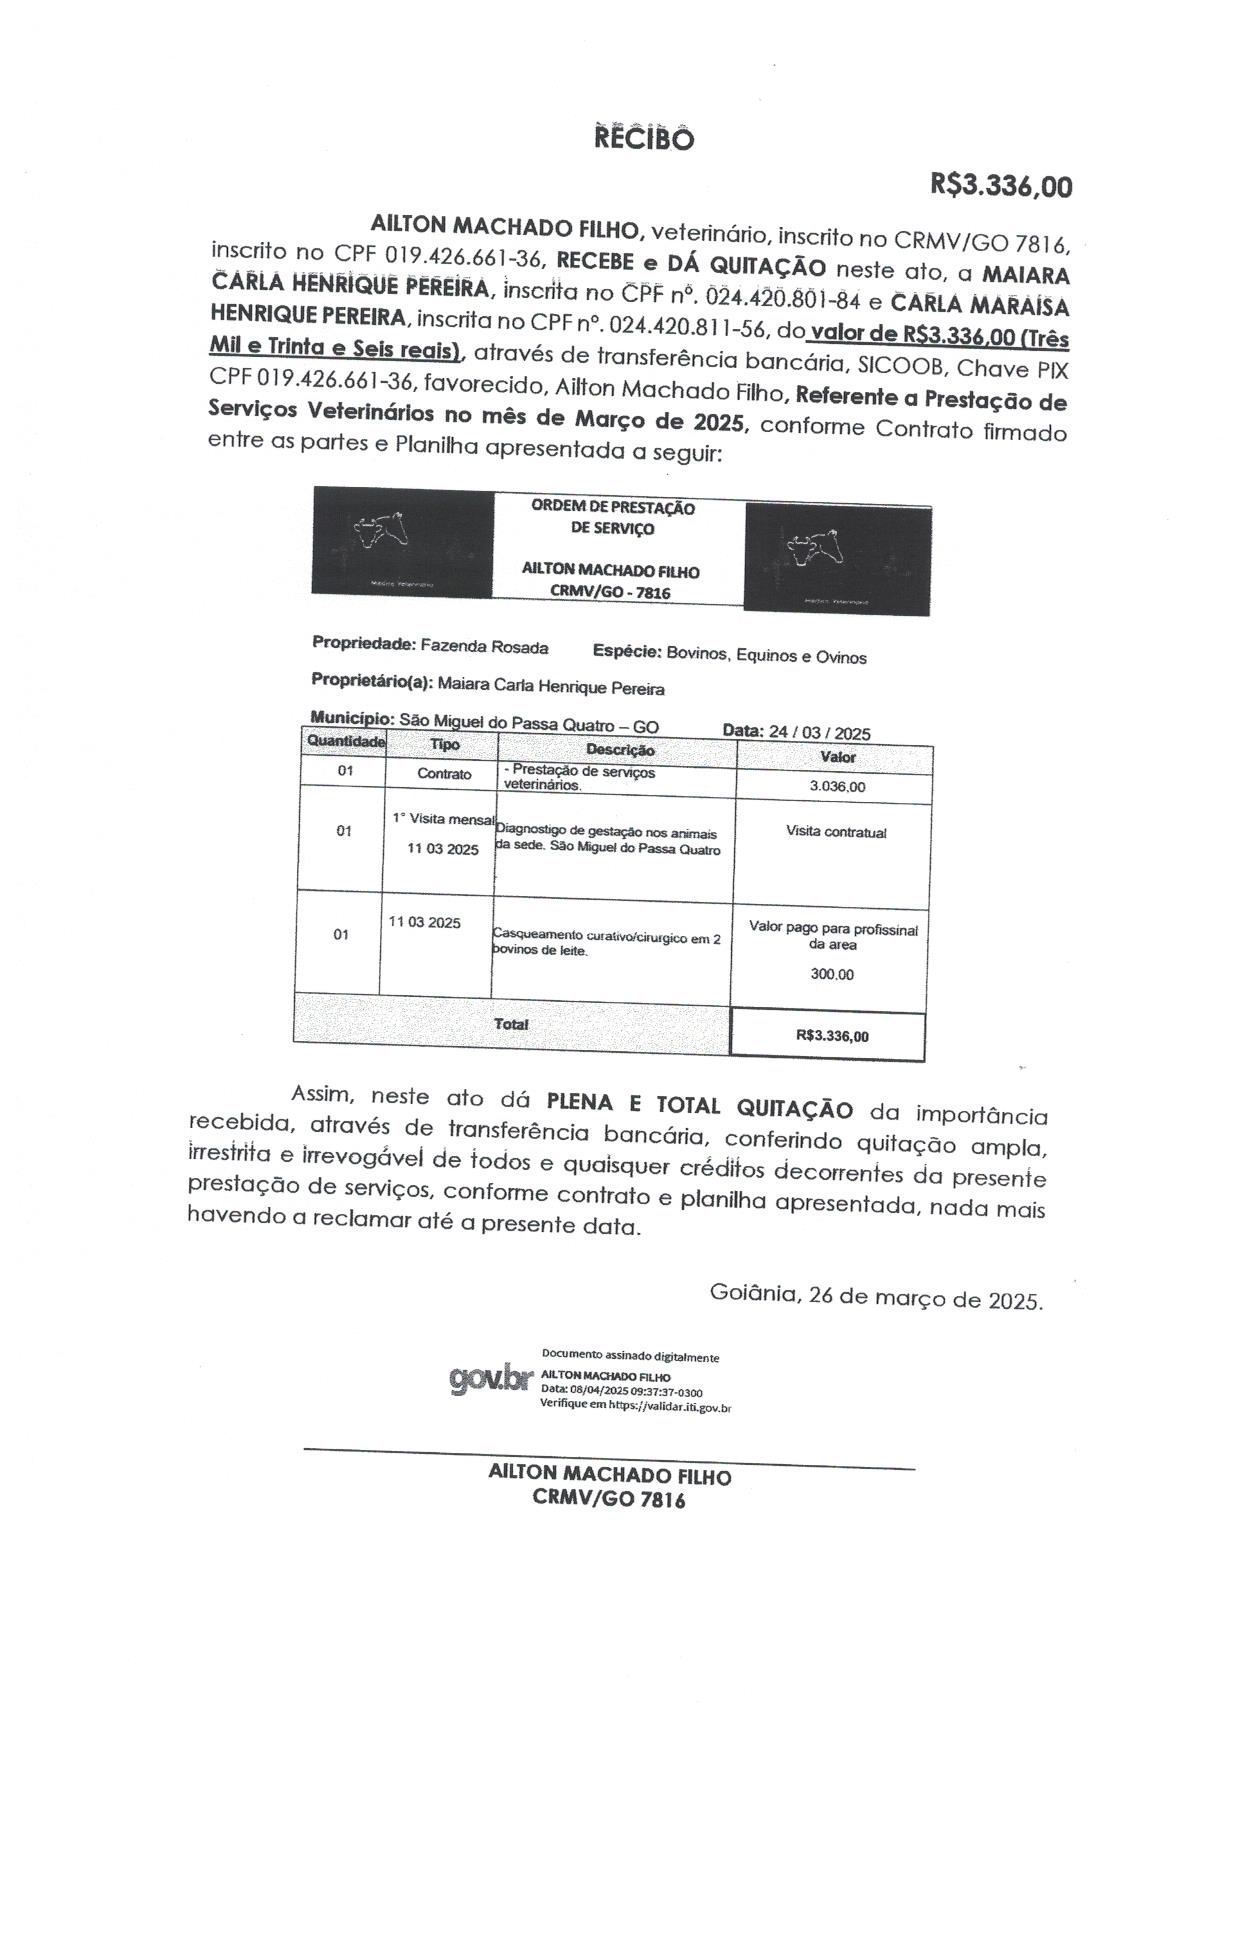 RECIBO
R$3.336,00
AILTON MACHADO FILHO, veterinário, inscrito no CRMV/GO 7816,
inscrito no CPF 019.426.661-36, RECEBE e DÁ QUITAÇÃO neste ato, a MAIARA
CARLA HENRIQUE PEREIRA, inscrita no CPF nº. 024.420.801-84 e CARLA MARAÍSA
HENRIQUE PEREIRA, inscrita no CPF nº. 024.420.811-56, do valor de R$3.336,00 (Três
Mil e Trinta e Seis reais), através de transferência bancária, SICOOB, Chave PIX
CPF 019.426.661-36, favorecido, Ailton Machado Filho, Referente a Prestação de
Serviços Veterinários no mês de Março de 2025, conforme Contrato firmado
entre as partes e Planilha apresentada a seguir:
ORDEM DE PRESTAÇÃO
DE SERVIÇO
AILTON MACHADO FILHO
CRMV/GO - 7816
Médico Veterinário
Médico Veterinário
Propriedade: Fazenda Rosada Espécie: Bovinos, Equinos e Ovinos
Proprietário(a): Maiara Carla Henrique Pereira
Município: São Miguel do Passa Quatro – GO Data: 24 / 03 / 2025
Quantidade Tipo Descrição Valor
01 Contrato - Prestação de serviços
veterinários. 3.036,00
01 1° Visita mensal Diagnostigo de gestação nos animais Visita contratual
11 03 2025 da sede. São Miguel do Passa Quatro
01 11 03 2025 Casqueamento curativo/cirurgico em 2 Valor pago para profissinal
bovinos de leite. da area
300,00
Total R$3.336,00
Assim, neste ato dá PLENA E TOTAL QUITAÇÃO da importância
recebida, através de transferência bancária, conferindo quitação ampla,
irrestrita e irrevogável de todos e quaisquer créditos decorrentes da presente
prestação de serviços, conforme contrato e planilha apresentada, nada mais
havendo a reclamar até a presente data.
Goiânia, 26 de março de 2025.
gov.br
Documento assinado digitalmente
AILTON MACHADO FILHO
Data: 08/04/2025 09:37:37-0300
Verifique em https://validar.iti.gov.br
AILTON MACHADO FILHO
CRMV/GO 7816